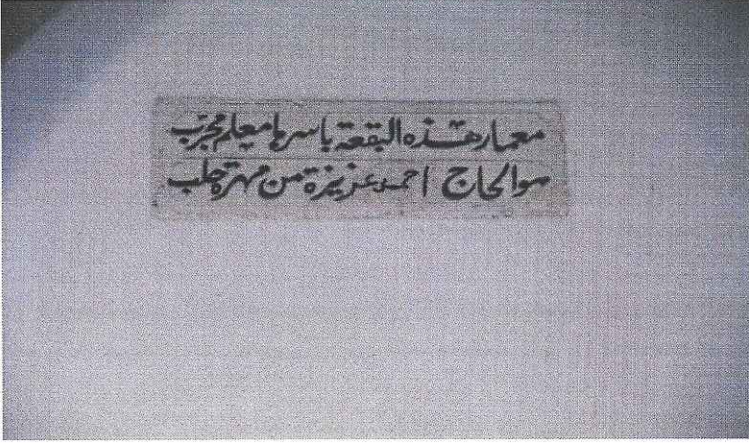 معمار هذه البقعة باسرها معلم مجرب
هو الحاج احمد عزيزة من مهرة حلب